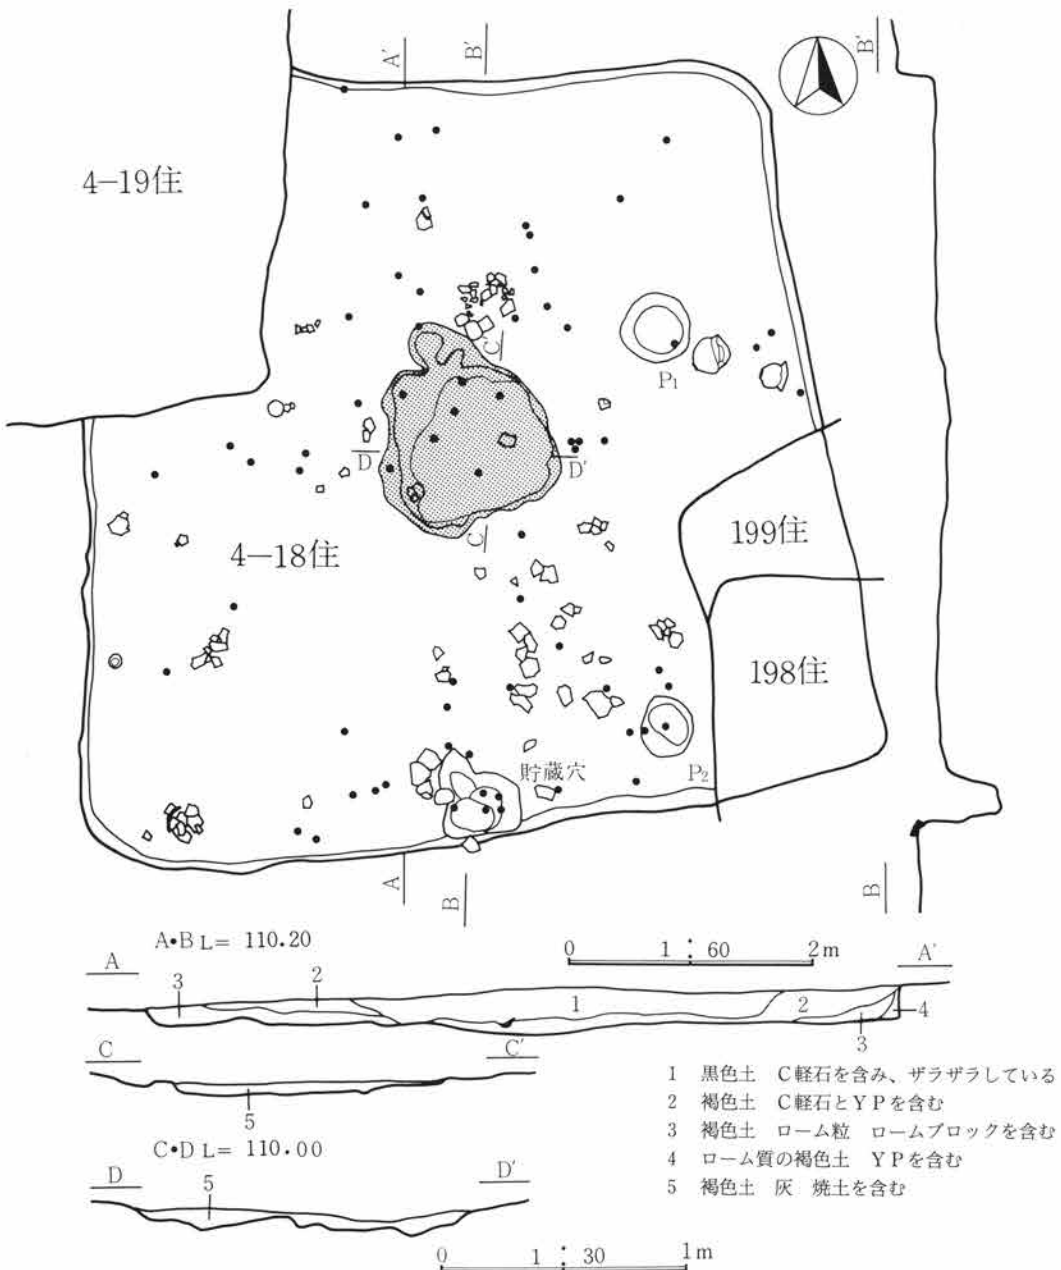 A'
B'
B'
4-19住
P1
C'
D
D'
C
4-18住
199住
198住
貯蔵穴
P2
A
B
B
A•B L= 110.20
0 1 : 60 2m
A
A'
3
2
1
2
4
3
C
C'
5
C•D L= 110.00
D
D'
5
1 黒色土 C軽石を含み、ザラザラしている
2 褐色土 C軽石とYPを含む
3 褐色土 ローム粒 ロームブロックを含む
4 ローム質の褐色土 YPを含む
5 褐色土 灰 焼土を含む
0 1 : 30 1m